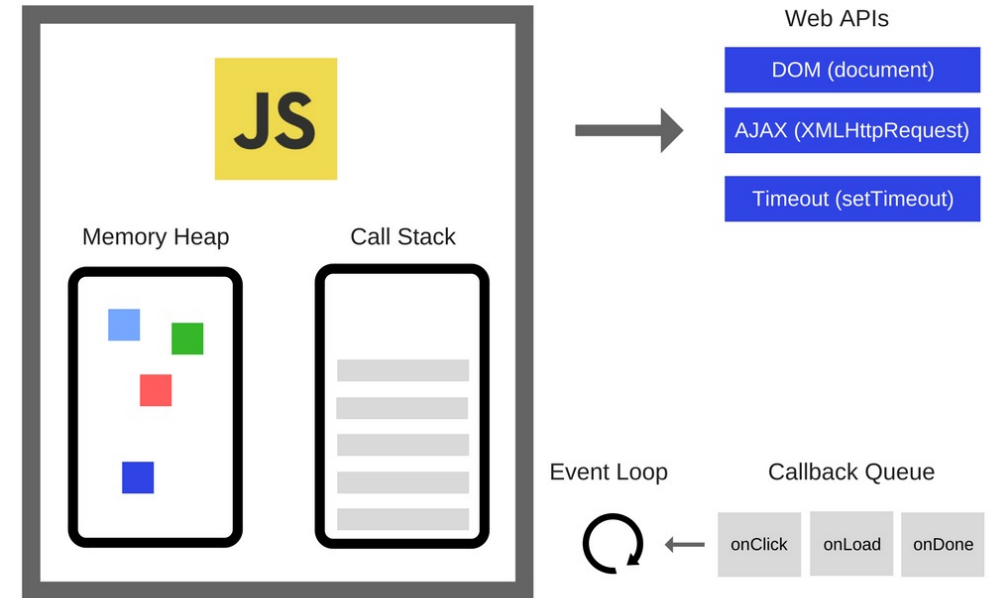 Web APIs
DOM (document)
JS
AJAX (XMLHttpRequest)
Timeout (setTimeout)
Memory Heap
Call Stack
Event Loop
Callback Queue
onClick
onLoad
onDone